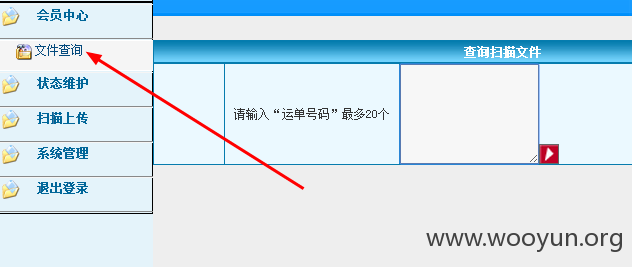 会员中心
文件查询
状态维护
扫描上传
系统管理
退出登录
查询扫描文件
请输入“运单号码”最多20个
www.wooyun.org